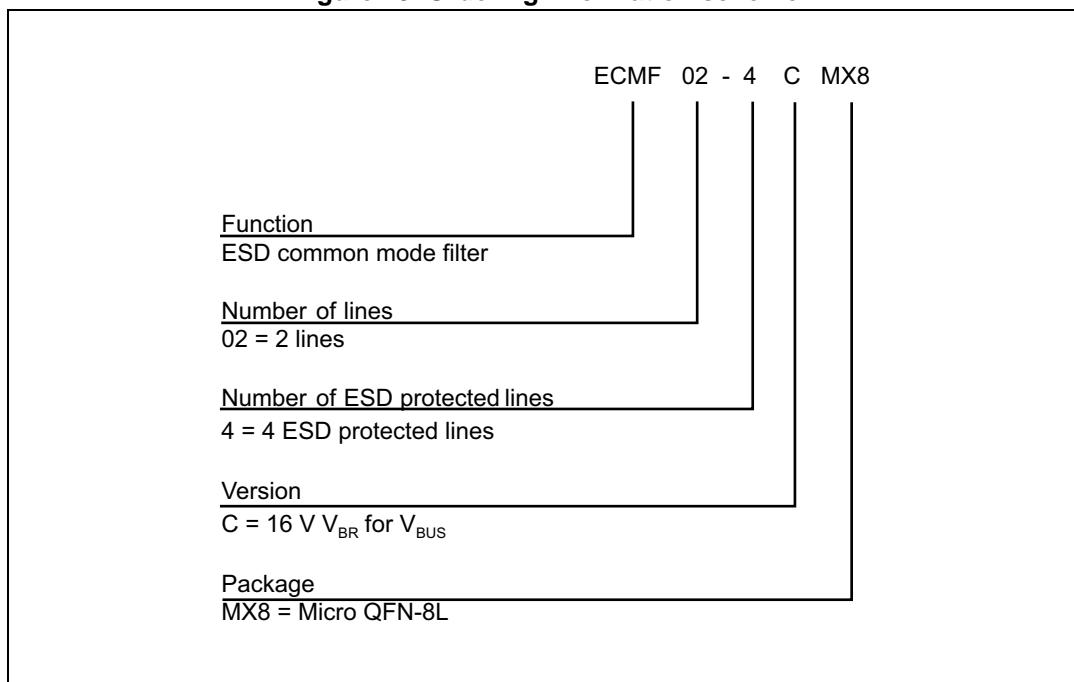 ECMF 02 - 4 C MX8
Function
ESD common mode filter
Number of lines
02 = 2 lines
Number of ESD protected lines
4 = 4 ESD protected lines
Version
C = 16 V VBR for VBUS
Package
MX8 = Micro QFN-8L